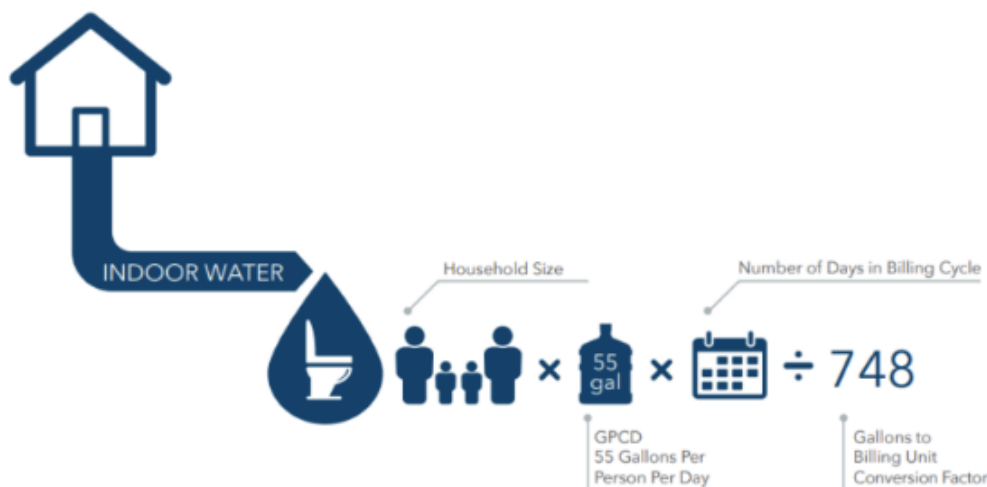 INDOOR WATER
Household Size
Number of Days in Billing Cycle
55
gal
748
GPCD
55 Gallons Per
Person Per Day
Gallons to
Billing Unit
Conversion Factor